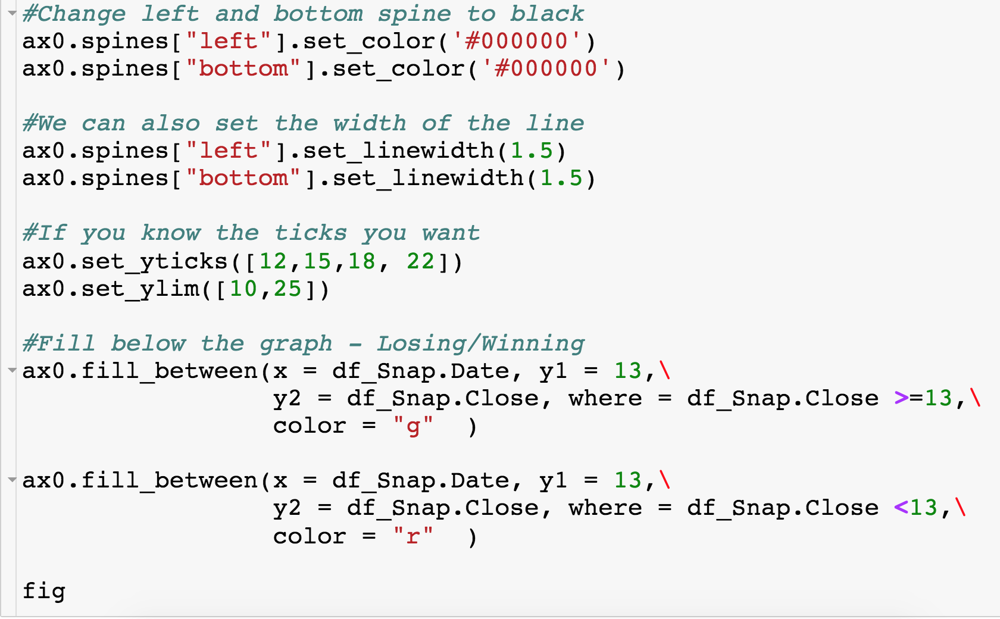 #Change left and bottom spine to black
ax0.spines["left"].set_color('#000000')
ax0.spines["bottom"].set_color('#000000')
#We can also set the width of the line
ax0.spines["left"].set_linewidth(1.5)
ax0.spines["bottom"].set_linewidth(1.5)
#If you know the ticks you want
ax0.set_yticks([12,15,18, 22])
ax0.set_ylim([10,25])
#Fill below the graph - Losing/Winning
ax0.fill_between(x = df_Snap.Date, y1 = 13,\
                 y2 = df_Snap.Close, where = df_Snap.Close >=13,\
                 color = "g"  )
ax0.fill_between(x = df_Snap.Date, y1 = 13,\
                 y2 = df_Snap.Close, where = df_Snap.Close <13,\
                 color = "r"  )
fig